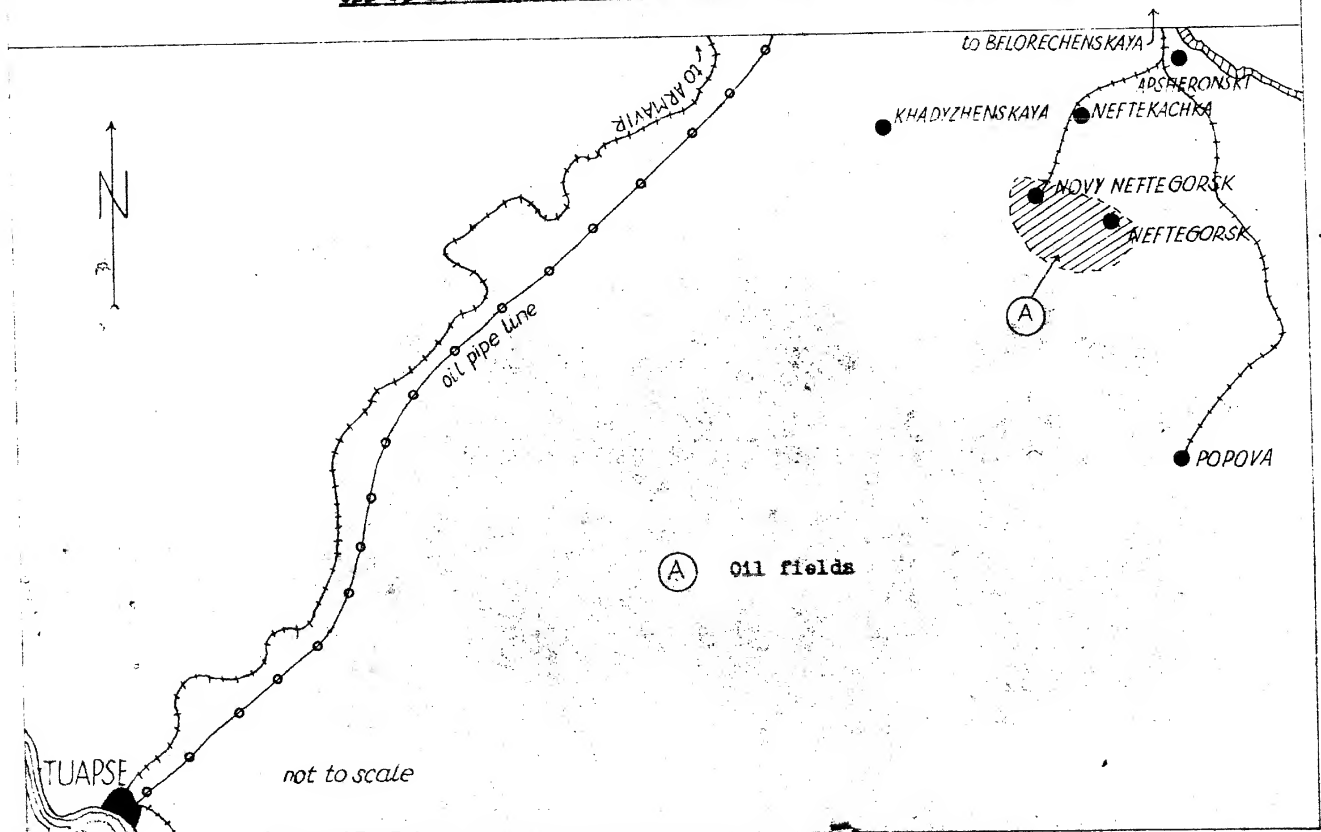 to BELORECHENSKAYA
to ARMAVIR
APSHERONSKI
KHADYZHENSKAYA
NEFTEKACHKA
N
NOVY NEFTEGORSK
NEFTEGORSK
A
oil pipe line
POPOVA
A Oil fields
TUAPSE
not to scale